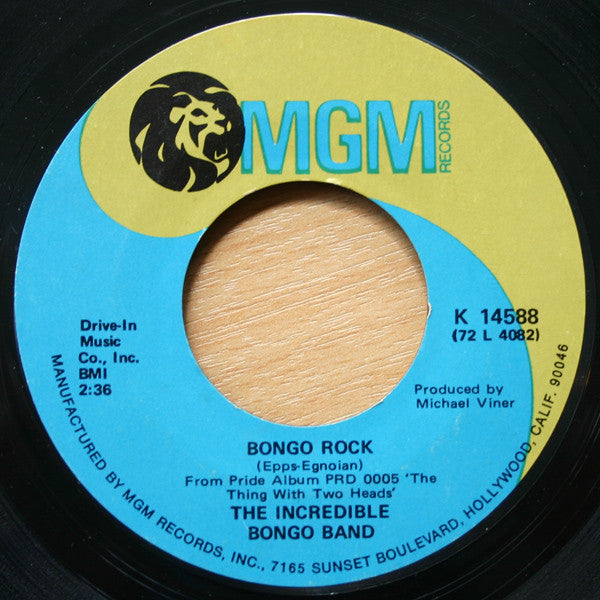 MGM
RECORDS
K 14588
(72 L 4082)
Drive-In
Music
Co., Inc.
BMI
2:36
Produced by
Michael Viner
BONGO ROCK
(Epps-Egnoian)
From Pride Album PRD 0005 'The
Thing With Two Heads'
THE INCREDIBLE
BONGO BAND
MANUFACTURED BY MGM RECORDS, INC., 7165 SUNSET BOULEVARD, HOLLYWOOD, CALIF. 90046